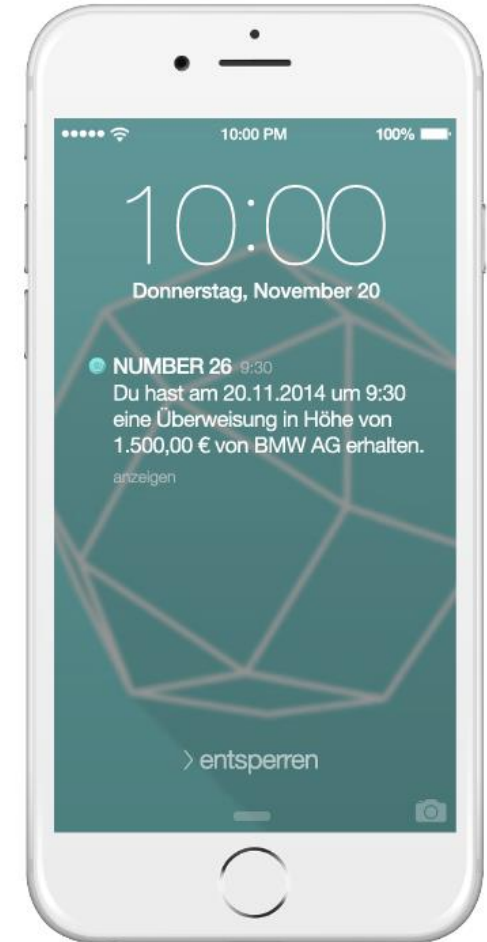 10:00 PM 100%
10:00
Donnerstag, November 20
NUMBER 26 9:30
Du hast am 20.11.2014 um 9:30
eine Überweisung in Höhe von
1.500,00 € von BMW AG erhalten.
anzeigen
> entsperren